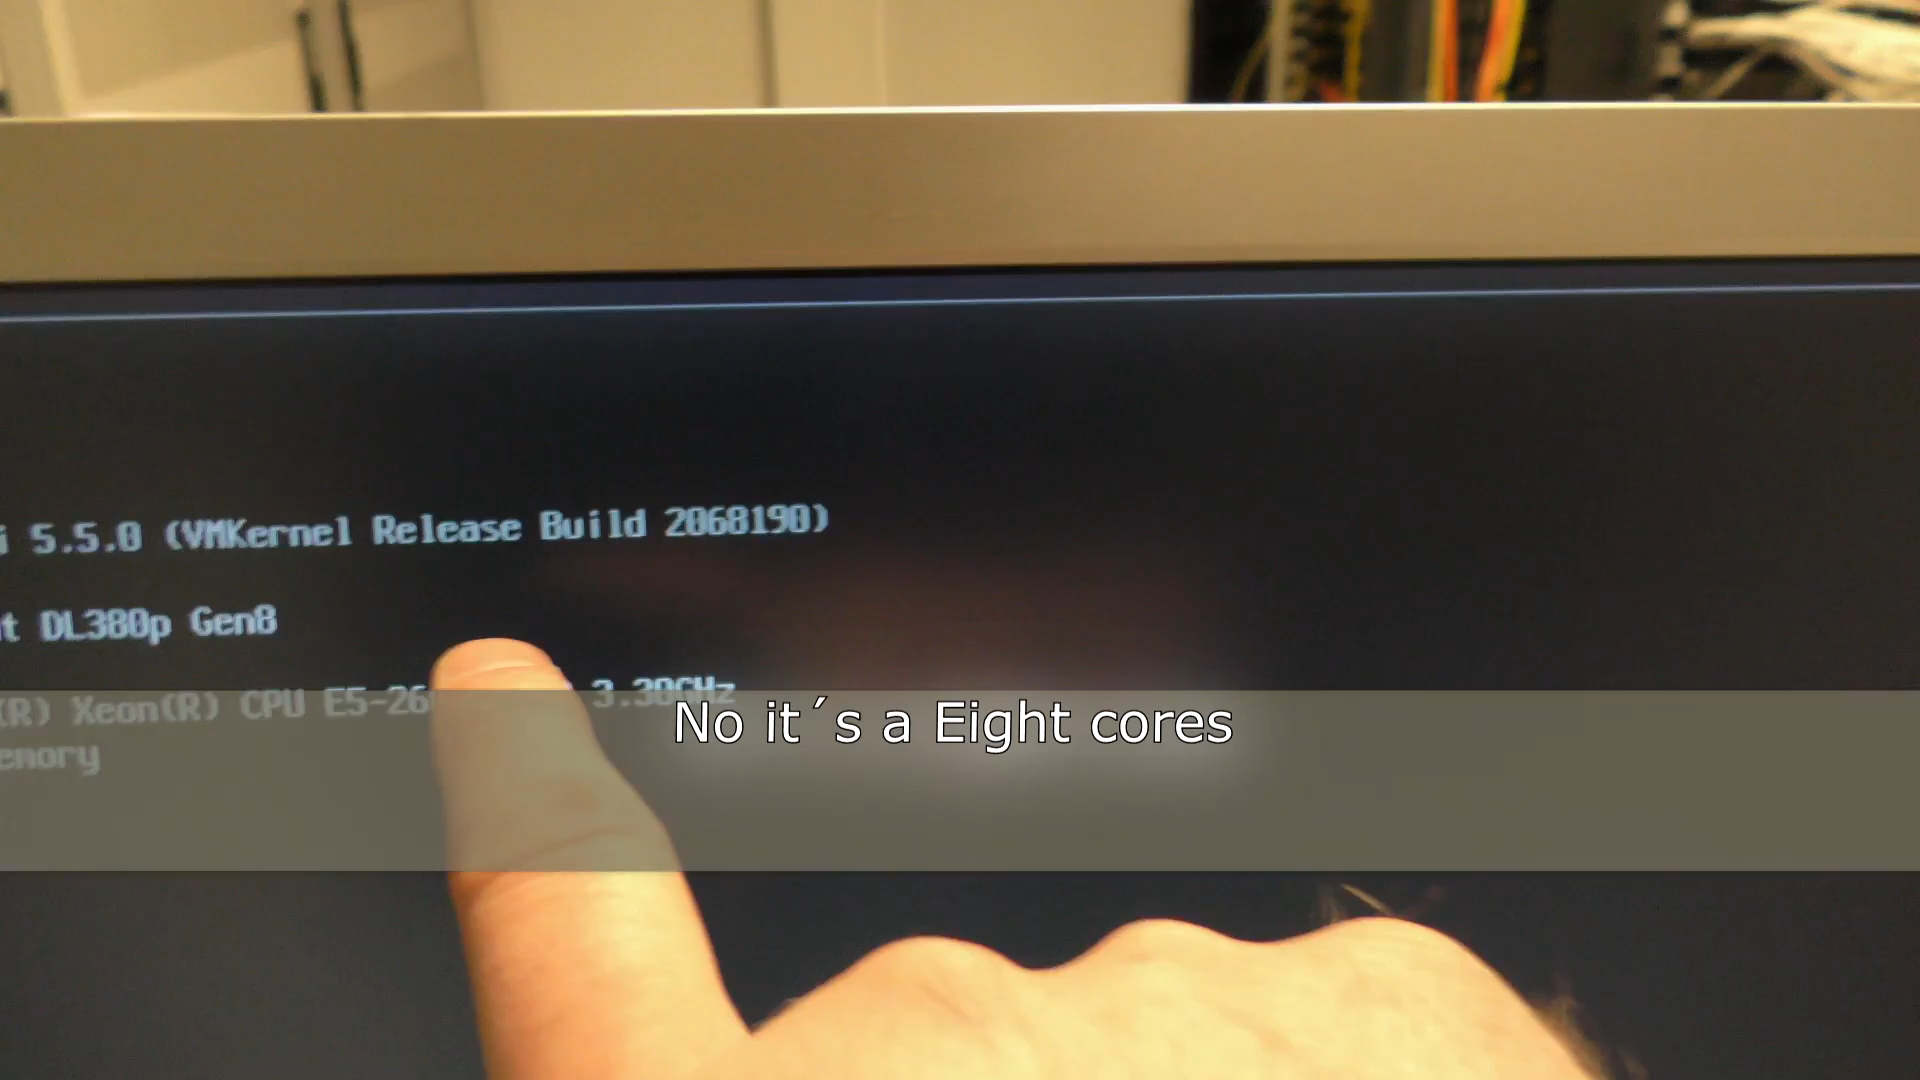 i 5.5.0 (VMKernel Release Build 2068190)
DL380p Gen8
(R) Xeon(R) CPU E5-26 3.30GHz
emory
No it´s a Eight cores